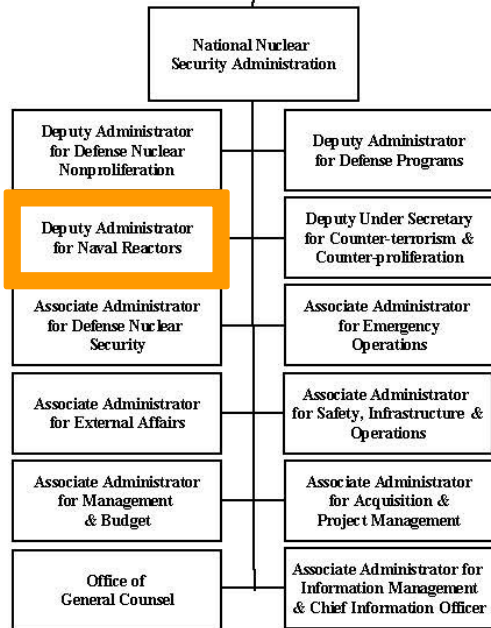 National Nuclear
Security Administration
Deputy Administrator
for Defense Nuclear
Nonproliferation
Deputy Administrator
for Defense Programs
Deputy Administrator
for Naval Reactors
Deputy Under Secretary
for Counter-terrorism &
Counter-proliferation
Associate Administrator
for Defense Nuclear
Security
Associate Administrator
for Emergency
Operations
Associate Administrator
for External Affairs
Associate Administrator
for Safety, Infrastructure &
Operations
Associate Administrator
for Management
& Budget
Associate Administrator
for Acquisition &
Project Management
Office of
General Counsel
Associate Administrator for
Information Management
& Chief Information Officer